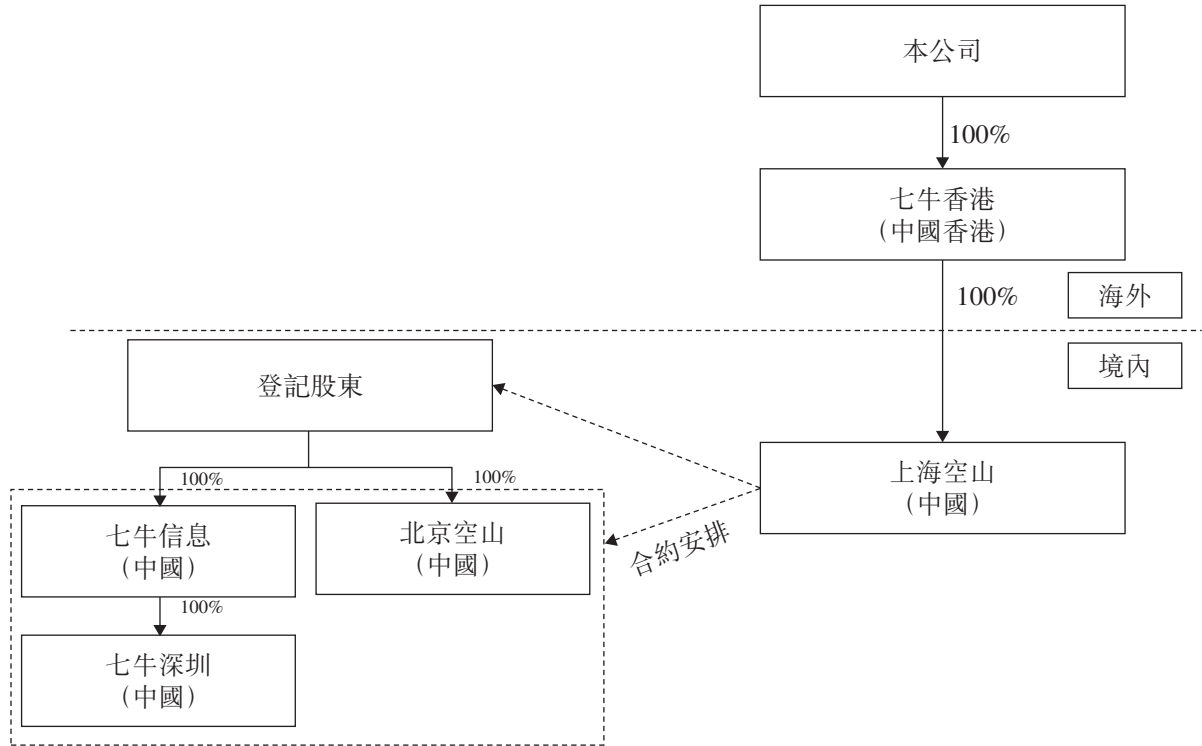 本公司
100%
七牛香港
（中國香港）
100%
海外
境內
登記股東
上海空山
（中國）
100%
100%
七牛信息
（中國）
北京空山
（中國）
合約安排
100%
七牛深圳
（中國）